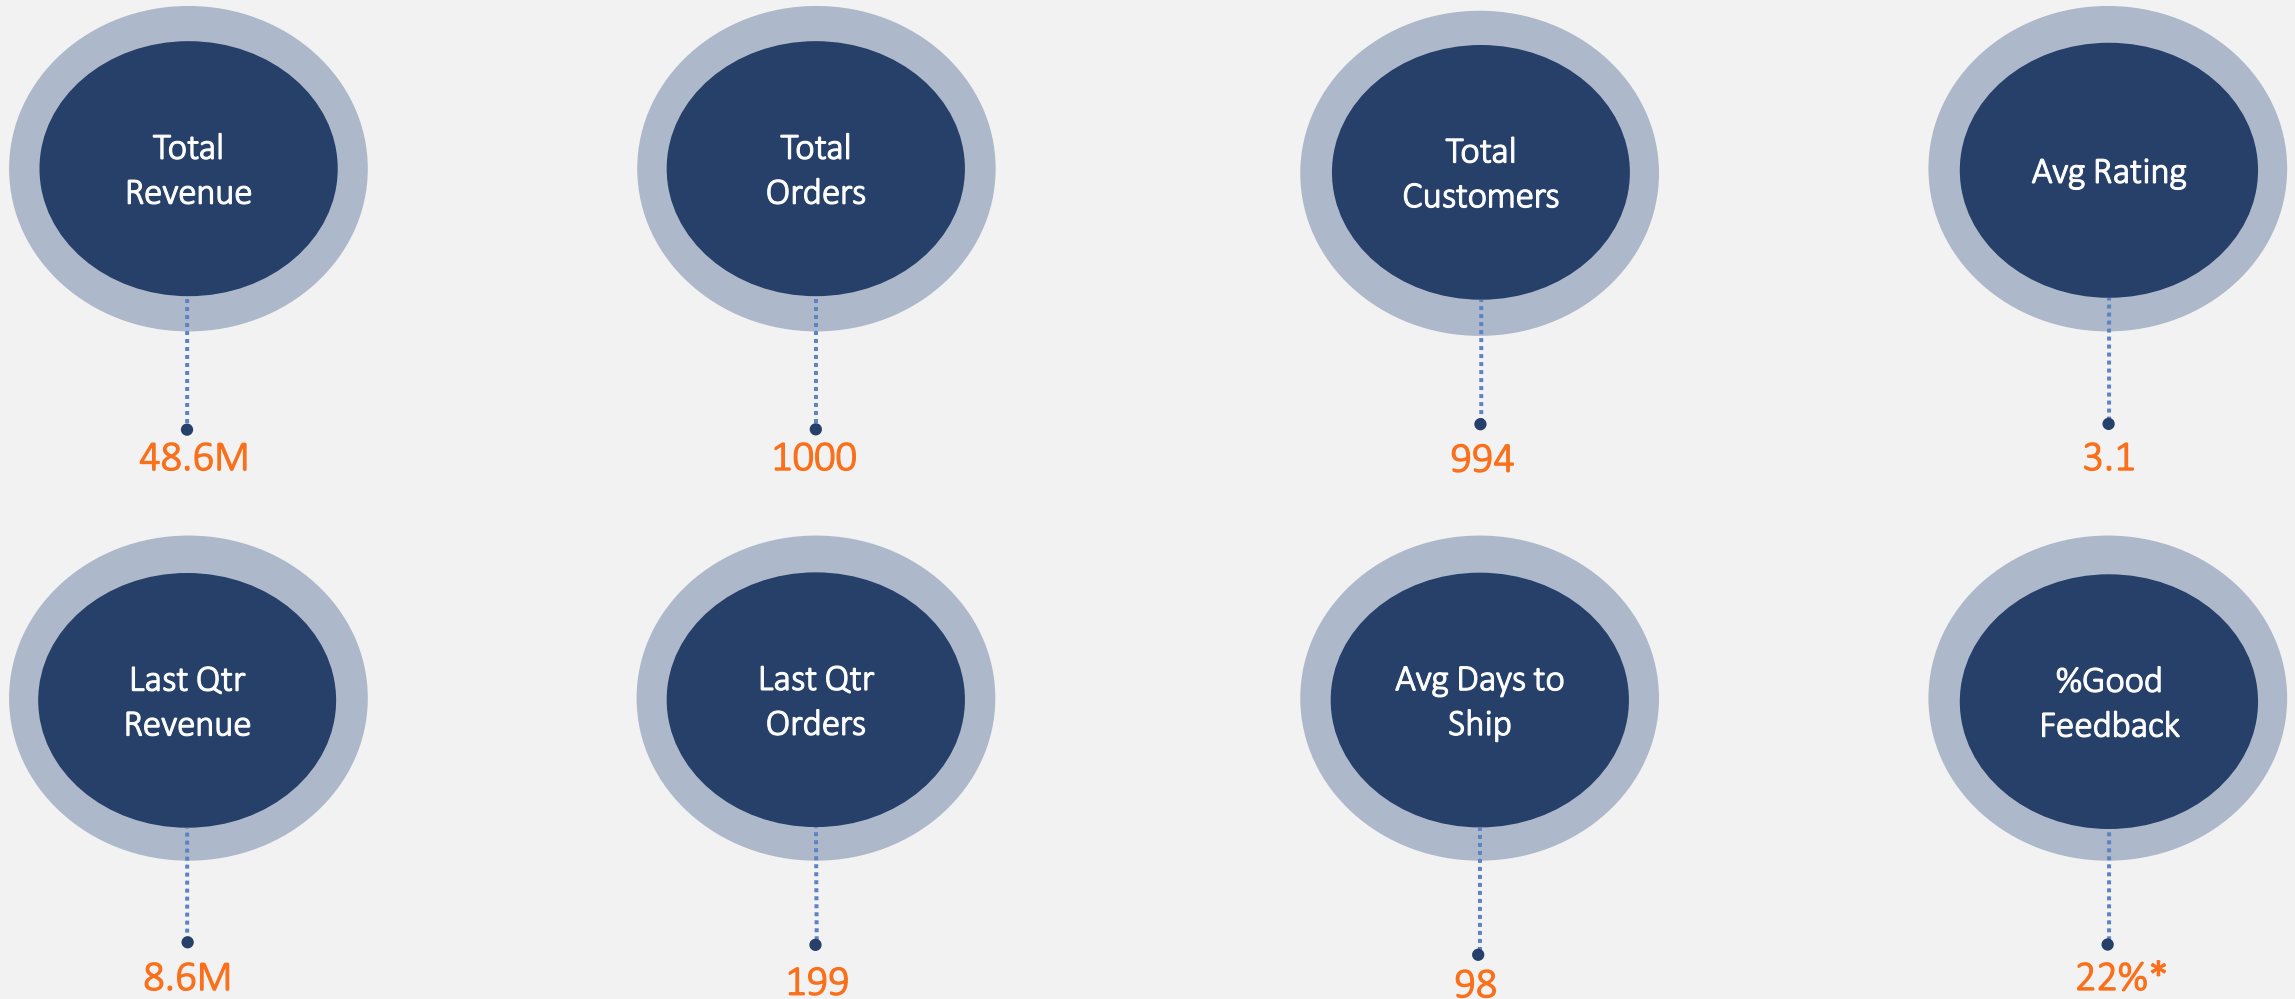 Total
Revenue
48.6M
Total
Orders
1000
Total
Customers
994
Avg Rating
3.1
Last Qtr
Revenue
8.6M
Last Qtr
Orders
199
Avg Days to
Ship
98
%Good
Feedback
22%*